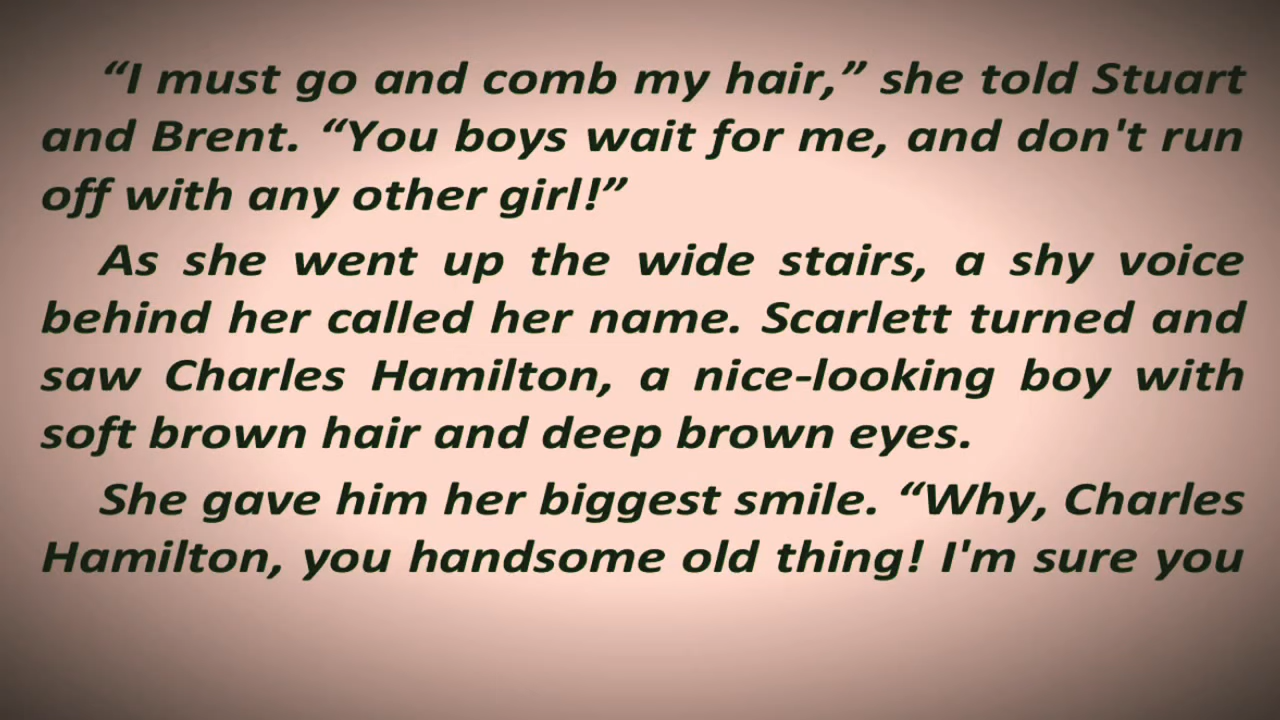 “I must go and comb my hair,” she told Stuart
and Brent. “You boys wait for me, and don't run
off with any other girl!”
As she went up the wide stairs, a shy voice
behind her called her name. Scarlett turned and
saw Charles Hamilton, a nice-looking boy with
soft brown hair and deep brown eyes.
She gave him her biggest smile. “Why, Charles
Hamilton, you handsome old thing! I'm sure you